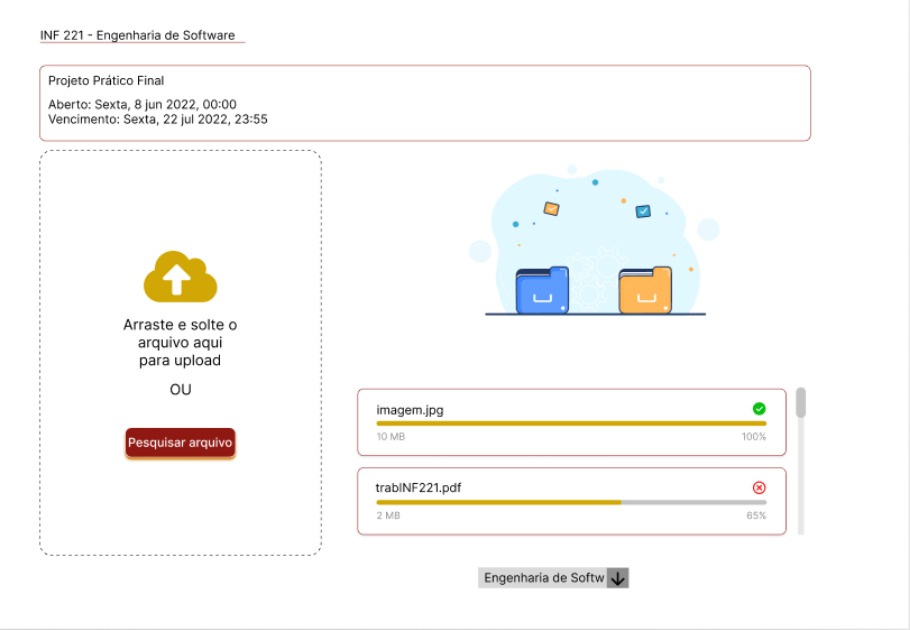 INF 221 - Engenharia de Software
Projeto Prático Final
Aberto: Sexta, 8 jun 2022, 00:00
Vencimento: Sexta, 22 jul 2022, 23:55
Arraste e solte o
arquivo aqui
para upload
OU
Pesquisar arquivo
imagem.jpg
10 MB
100%
trabINF221.pdf
2 MB
65%
Engenharia de Softw